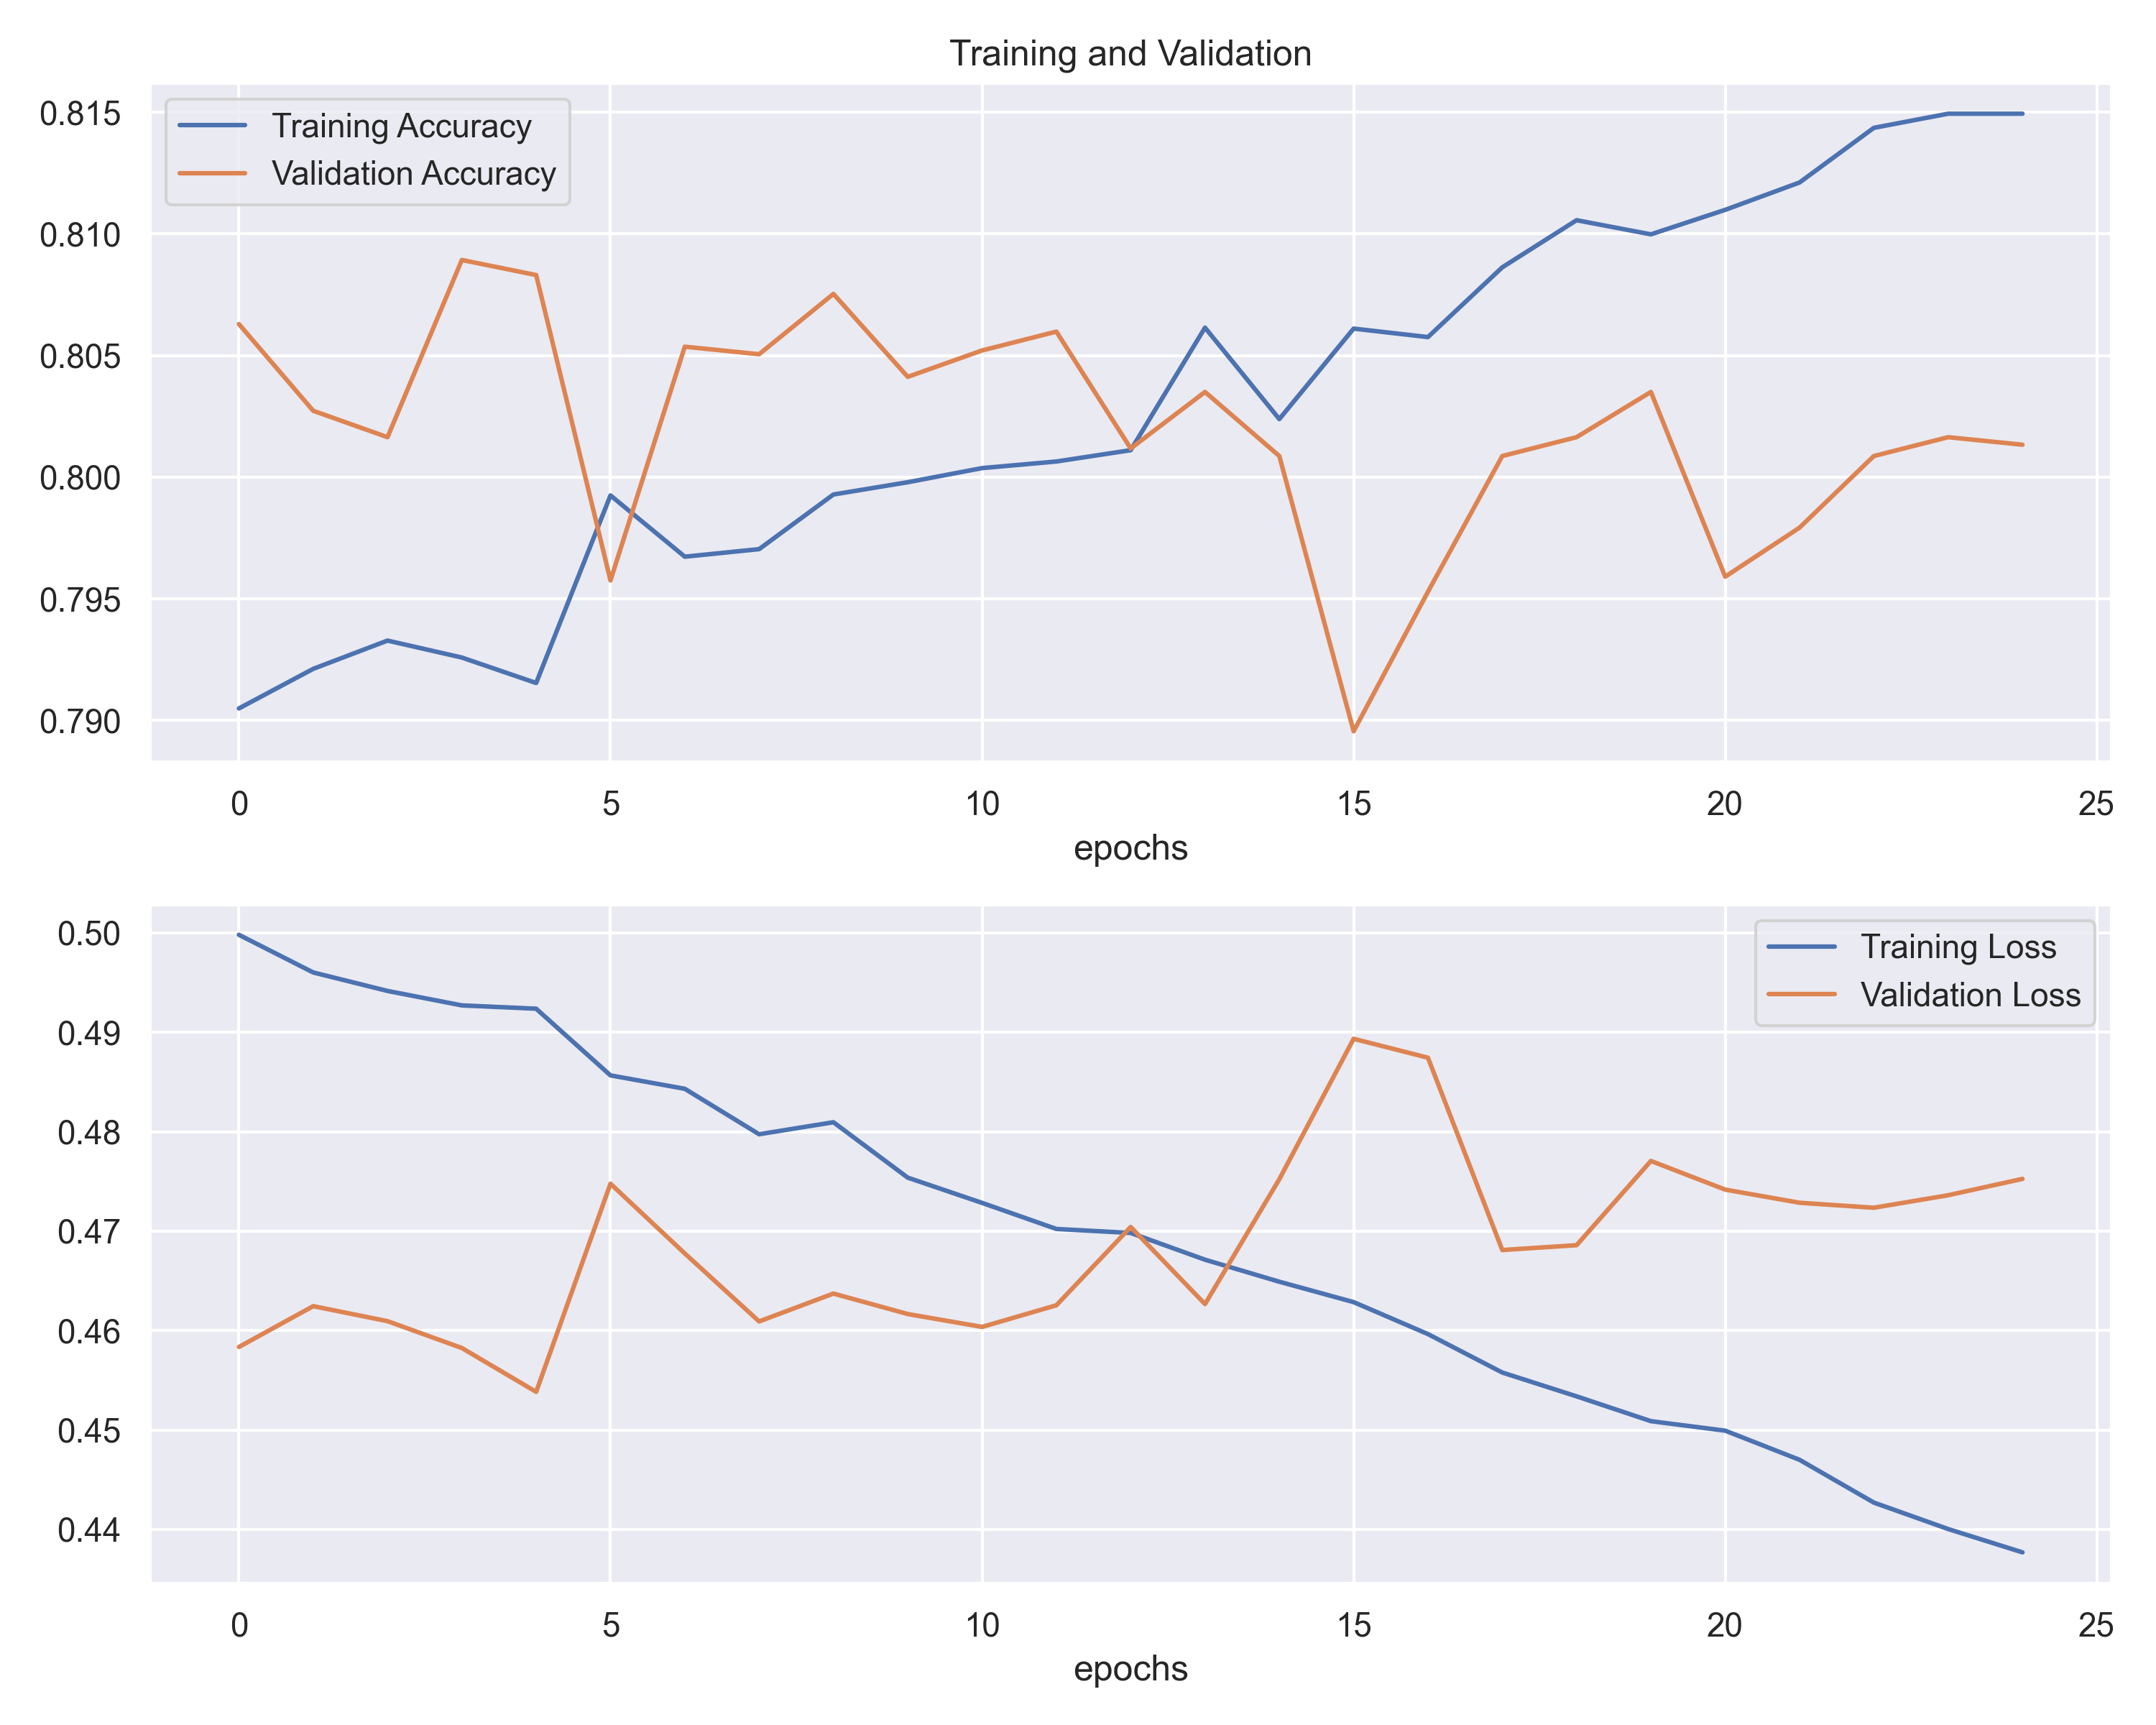 Training and Validation
0.815
0.810
0.805
0.800
0.795
0.790
Training Accuracy
Validation Accuracy
0 5 10 15 20 25
epochs
0.50
0.49
0.48
0.47
0.46
0.45
0.44
Training Loss
Validation Loss
0 5 10 15 20 25
epochs